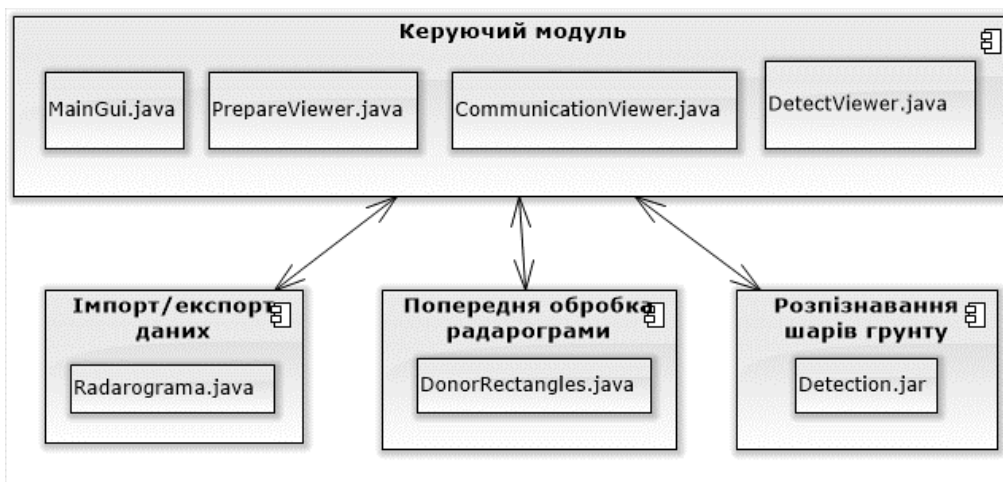 Керуючий модуль
MainGui.java
PrepareViewer.java
CommunicationViewer.java
DetectViewer.java
Імпорт/експорт
даних
Radarograma.java
Попередня обробка
радарограми
DonorRectangles.java
Розпізнавання
шарів грунту
Detection.jar